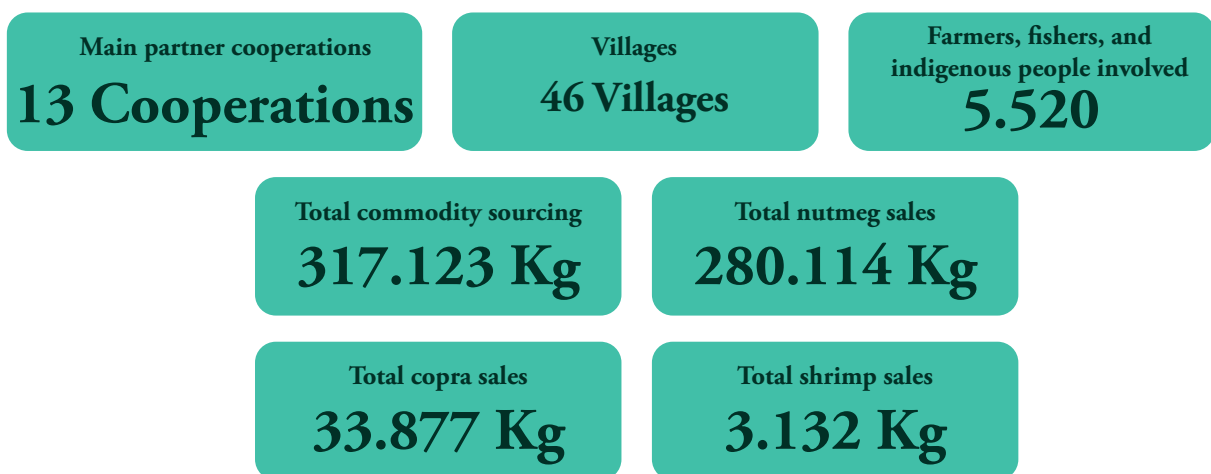 Main partner cooperations
13 Cooperations
Villages
46 Villages
Farmers, fishers, and
indigenous people involved
5.520
Total commodity sourcing
317.123 Kg
Total nutmeg sales
280.114 Kg
Total copra sales
33.877 Kg
Total shrimp sales
3.132 Kg